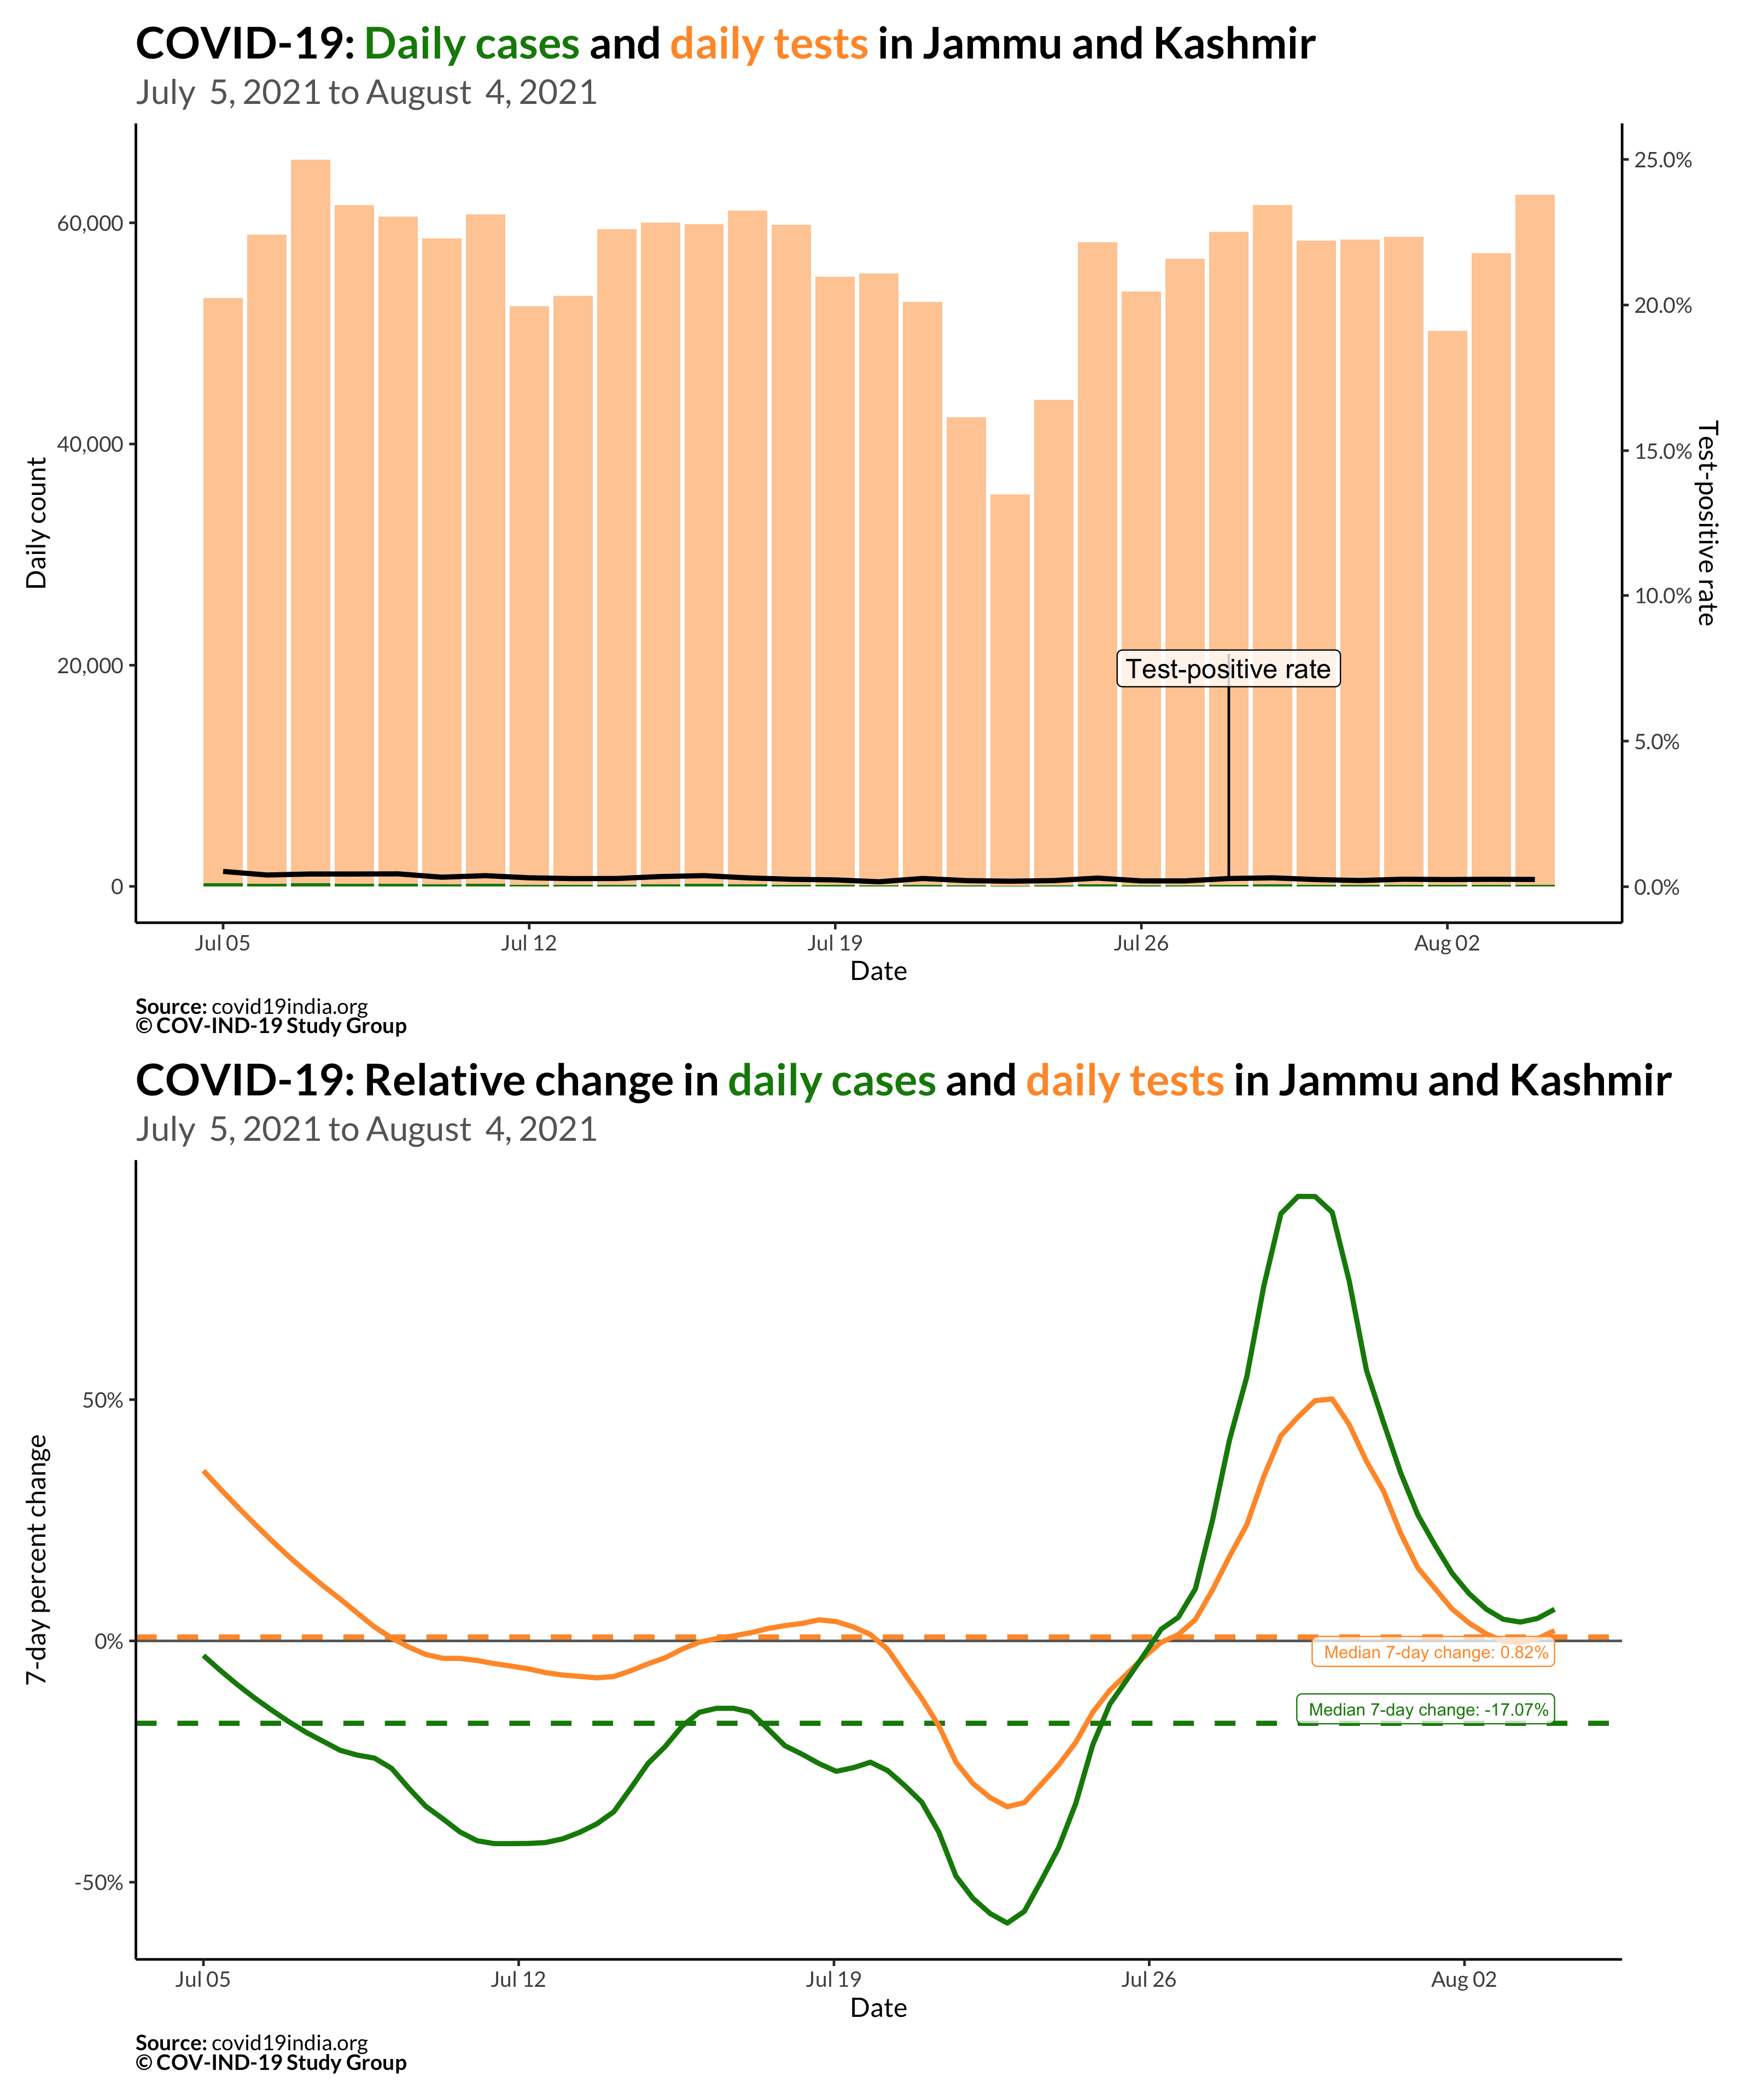 COVID-19: Daily cases and daily tests in Jammu and Kashmir
July 5, 2021 to August 4, 2021
60,000
40,000
20,000
0
Daily count
25.0%
20.0%
15.0%
10.0%
5.0%
0.0%
Test-positive rate
Test-positive rate
Jul 05
Jul 12
Jul 19
Jul 26
Aug 02
Date
Source: covid19india.org
© COV-IND-19 Study Group
COVID-19: Relative change in daily cases and daily tests in Jammu and Kashmir
July 5, 2021 to August 4, 2021
50%
0%
-50%
7-day percent change
Median 7-day change: 0.82%
Median 7-day change: -17.07%
Jul 05
Jul 12
Jul 19
Jul 26
Aug 02
Date
Source: covid19india.org
© COV-IND-19 Study Group